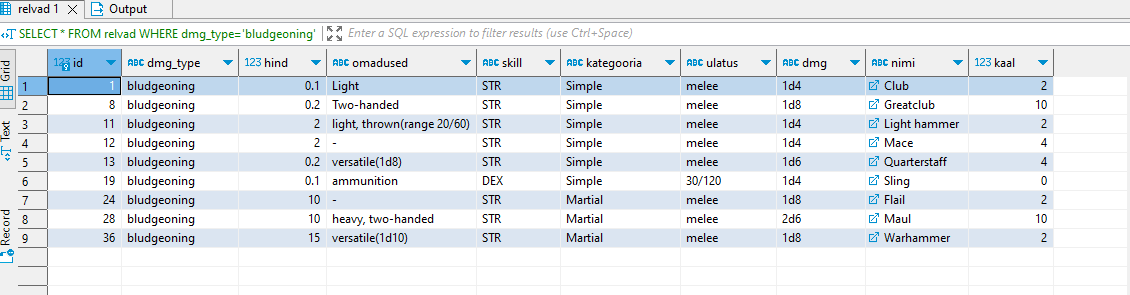 relvad 1 Output
SELECT * FROM relvad WHERE dmg_type='bludgeoning' Enter a SQL expression to filter results (use Ctrl+Space)
Grid
Text
Record
123 id ABC dmg_type 123 hind ABC omadused ABC skill ABC kategooria ABC ulatus ABC dmg ABC nimi 123 kaal
1 1 bludgeoning 0.1 Light STR Simple melee 1d4 Club 2
2 8 bludgeoning 0.2 Two-handed STR Simple melee 1d8 Greatclub 10
3 11 bludgeoning 2 light, thrown(range 20/60) STR Simple melee 1d4 Light hammer 2
4 12 bludgeoning 2 - STR Simple melee 1d4 Mace 4
5 13 bludgeoning 0.2 versatile(1d8) STR Simple melee 1d6 Quarterstaff 4
6 19 bludgeoning 0.1 ammunition DEX Simple 30/120 1d4 Sling 0
7 24 bludgeoning 10 - STR Martial melee 1d8 Flail 2
8 28 bludgeoning 10 heavy, two-handed STR Martial melee 2d6 Maul 10
9 36 bludgeoning 15 versatile(1d10) STR Martial melee 1d8 Warhammer 2